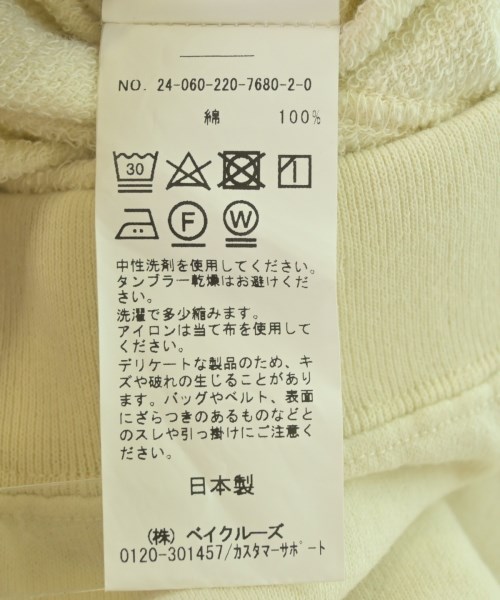 NO. 24-060-220-7680-2-0
綿 100%
30
F W
中性洗剤を使用してください。
タンブラー乾燥はお避けくだ
さい。
洗濯で多少縮みます。
アイロンは当て布を使用して
ください。
デリケートな製品のため、キ
ズや破れの生じることがあり
ます。バッグやベルト、表面
にざらつきのあるものなどと
のスレや引っ掛けにご注意く
ださい。
日本製
(株) ベイクルーズ
0120-301457/カスタマーサポート